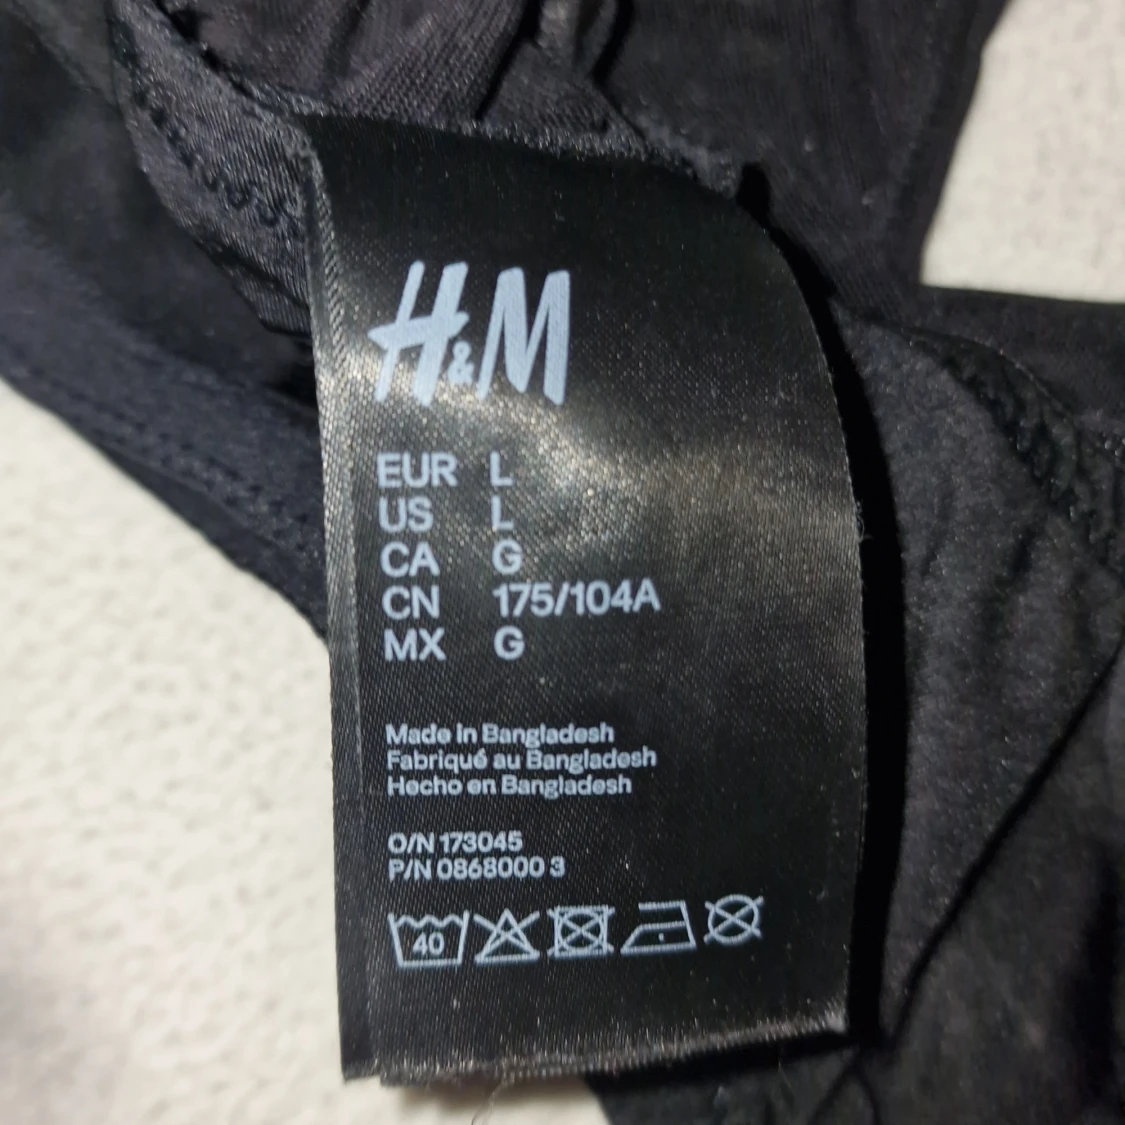 H&M
EUR L
US L
CA G
CN 175/104A
MX G
Made in Bangladesh
Fabriqué au Bangladesh
Hecho en Bangladesh
O/N 173045
P/N 0868000 3
40